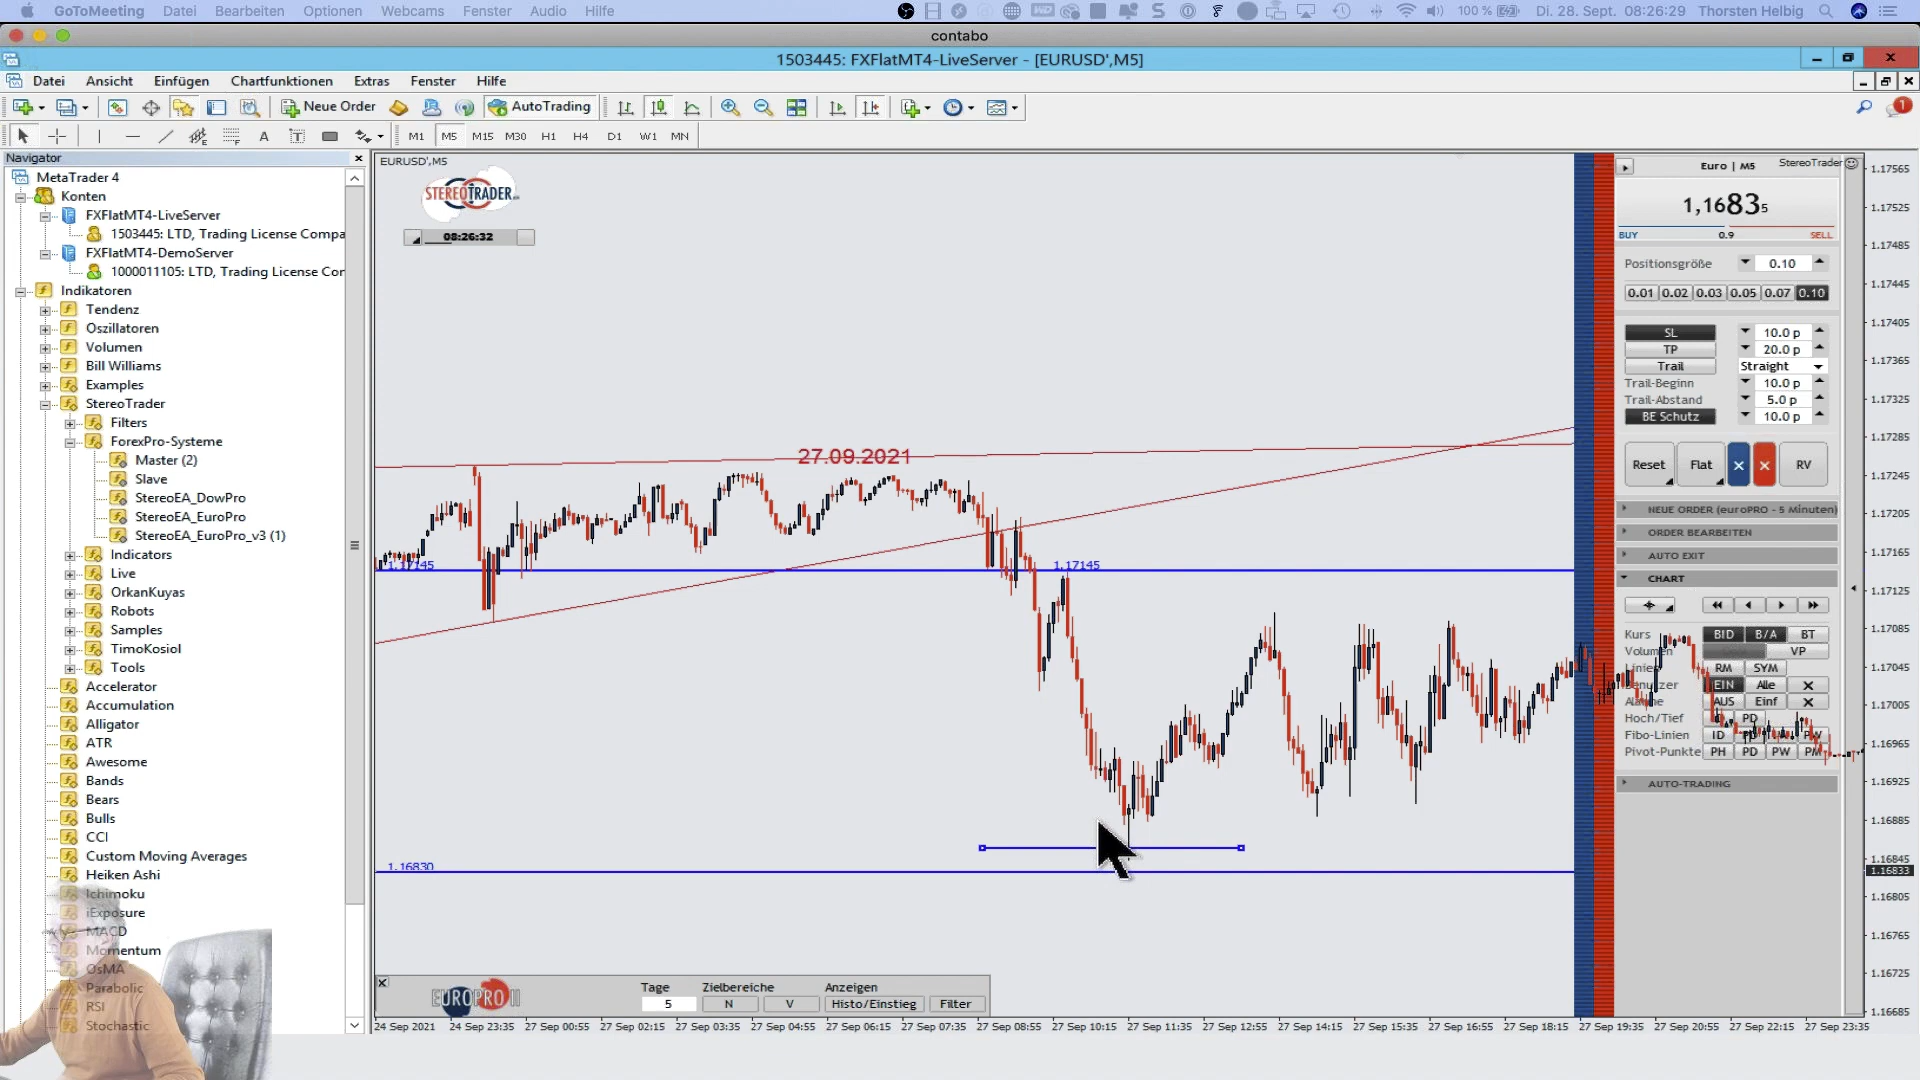 GoToMeeting Datei Bearbeiten Optionen Webcams Fenster Audio Hilfe 100 % Di. 28. Sept. 08:26:29 Thorsten Helbig
contabo
1503445: FXFlatMT4-LiveServer - [EURUSD',M5]
Datei Ansicht Einfügen Chartfunktionen Extras Fenster Hilfe
Neue Order AutoTrading 1
A T M1 M5 M15 M30 H1 H4 D1 W1 MN
Navigator
MetaTrader 4
Konten
FXFlatMT4-LiveServer
1503445: LTD, Trading License Compa
FXFlatMT4-DemoServer
1000011105: LTD, Trading License Cor
Indikatoren
Tendenz
Oszillatoren
Volumen
Bill Williams
Examples
StereoTrader
Filters
ForexPro-Systeme
Master (2)
Slave
StereoEA_DowPro
StereoEA_EuroPro
StereoEA_EuroPro_v3 (1)
Indicators
Live
OrkanKuyas
Robots
Samples
TimoKosiol
Tools
Accelerator
Accumulation
Alligator
ATR
Awesome
Bands
Bears
Bulls
CCI
Custom Moving Averages
Heiken Ashi
Ichimoku
iExposure
MACD
Momentum
OsMA
Parabolic
RSI
Stochastic
EURUSD',M5
STEREOTRADER
08:26:32
27.09.2021
1.17145 1.17145
1.16830
EUROPRO II
Tage Zielbereiche Anzeigen
5 N V Histo/Einstieg Filter
24 Sep 2021 24 Sep 23:35 27 Sep 00:55 27 Sep 02:15 27 Sep 03:35 27 Sep 04:55 27 Sep 06:15 27 Sep 07:35 27 Sep 08:55 27 Sep 10:15 27 Sep 11:35 27 Sep 12:55 27 Sep 14:15 27 Sep 15:35 27 Sep 16:55 27 Sep 18:15 27 Sep 19:35 27 Sep 20:55 27 Sep 22:15 27 Sep 23:35
Euro | M5 StereoTrader
1,16835
BUY 0.9 SELL
Positionsgröße 0.10
0.01 0.02 0.03 0.05 0.07 0.10
SL 10.0 p
TP 20.0 p
Trail Straight
Trail-Beginn 10.0 p
Trail-Abstand 5.0 p
BE Schutz 10.0 p
Reset Flat × × RV
NEUE ORDER (euroPRO - 5 Minuten)
ORDER BEARBEITEN
AUTO EXIT
CHART
Kurs BID B/A BT
Volumen VP
Linien RM SYM
EIN Alle
AUS Einf
Hoch/Tief PD
Fibo-Linien ID
Pivot-Punkte PH PD PW PM
AUTO-TRADING
1.17565
1.17525
1.17485
1.17445
1.17405
1.17365
1.17325
1.17285
1.17245
1.17205
1.17165
1.17125
1.17085
1.17045
1.17005
1.16965
1.16925
1.16885
1.16845
1.16833
1.16805
1.16765
1.16725
1.16685